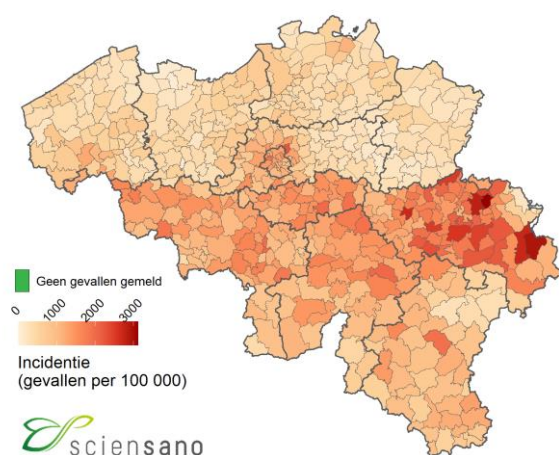 Geen gevallen gemeld
0 1000 2000 3000
Incidentie
(gevallen per 100 000)
sciensano